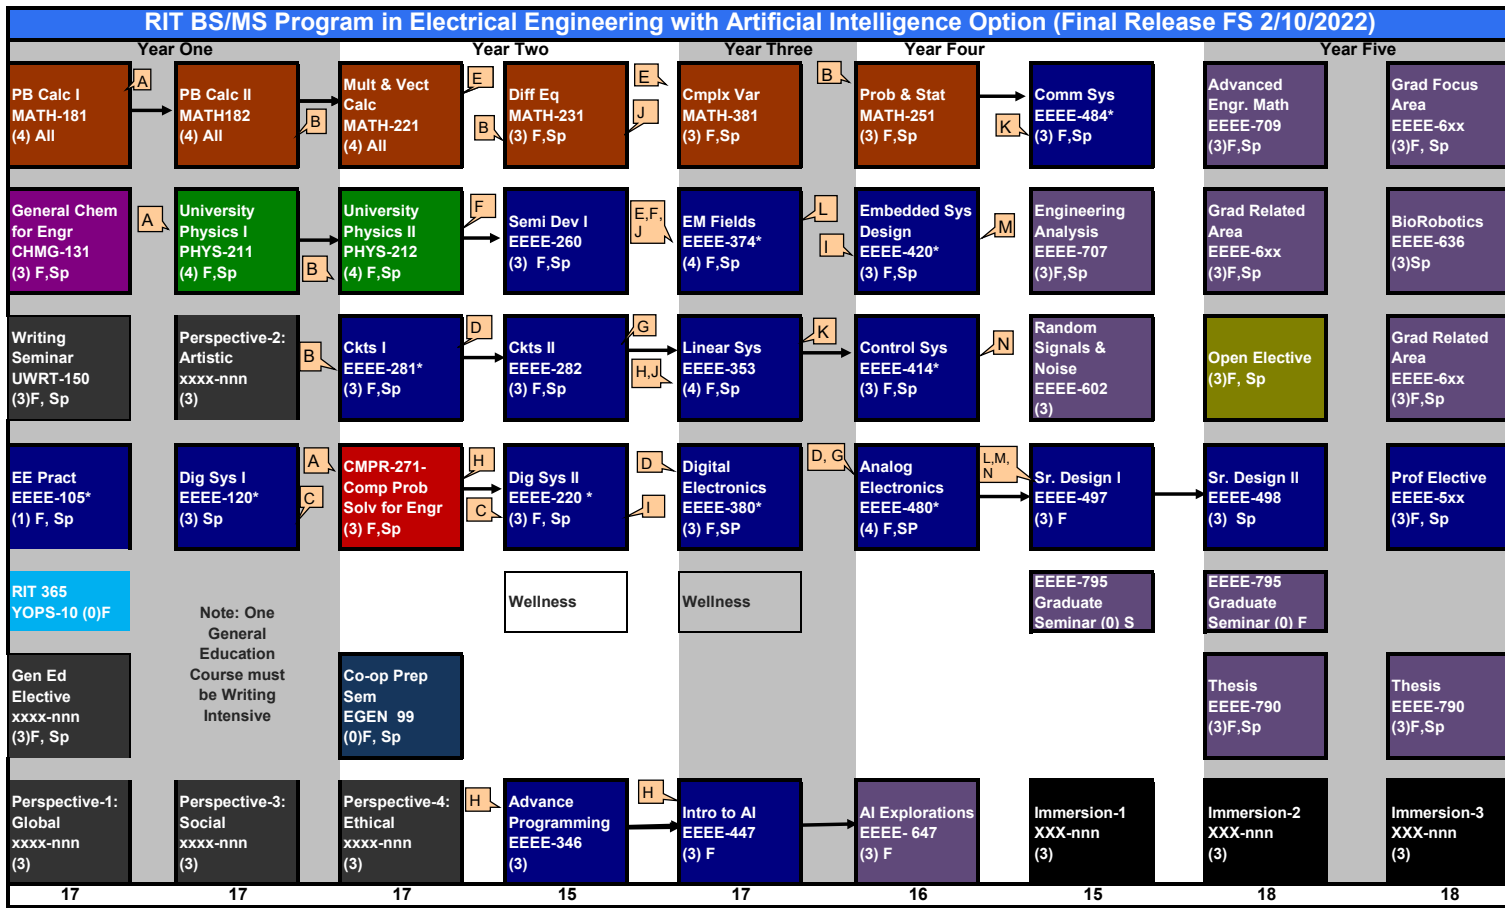 RIT BS/MS Program in Electrical Engineering with Artificial Intelligence Option (Final Release FS 2/10/2022)
Year One
Year Two
Year Three
Year Four
Year Five
PB Calc I
MATH-181
(4) All
A
PB Calc II
MATH182
(4) All
B
Mult & Vect
Calc
MATH-221
(4) All
E
B
Diff Eq
MATH-231
(3) F,Sp
E
J
Cmplx Var
MATH-381
(3) F,Sp
B
Prob & Stat
MATH-251
(3) F,Sp
K
Comm Sys
EEEE-484*
(3) F,Sp
Advanced
Engr. Math
EEEE-709
(3)F,Sp
Grad Focus
Area
EEEE-6xx
(3)F, Sp
General Chem
for Engr
CHMG-131
(3) F,Sp
A
University
Physics I
PHYS-211
(4) F,Sp
B
University
Physics II
PHYS-212
(4) F,Sp
F
Semi Dev I
EEEE-260
(3)  F,Sp
E,F,
J
EM Fields
EEEE-374*
(4) F,Sp
L
I
Embedded Sys
Design
EEEE-420*
(3) F,Sp
M
Engineering
Analysis
EEEE-707
(3)F,Sp
Grad Related
Area
EEEE-6xx
(3)F,Sp
BioRobotics
EEEE-636
(3)Sp
Writing
Seminar
UWRT-150
(3)F, Sp
Perspective-2:
Artistic
xxxx-nnn
(3)
B
Ckts I
EEEE-281*
(3) F,Sp
D
Ckts II
EEEE-282
(3) F,Sp
G
H,J
Linear Sys
EEEE-353
(4) F,Sp
K
Control Sys
EEEE-414*
(3) F,Sp
N
Random
Signals &
Noise
EEEE-602
(3)
Open Elective
(3)F, Sp
Grad Related
Area
EEEE-6xx
(3)F,Sp
EE Pract
EEEE-105*
(1) F, Sp
Dig Sys I
EEEE-120*
(3) Sp
A
C
CMPR-271-
Comp Prob
Solv for Engr
(3) F,Sp
H
C
Dig Sys II
EEEE-220 *
(3) F, Sp
D
I
Digital
Electronics
EEEE-380*
(3) F,SP
D, G
Analog
Electronics
EEEE-480*
(4) F,SP
L,M,
N
Sr. Design I
EEEE-497
(3) F
Sr. Design II
EEEE-498
(3)  Sp
Prof Elective
EEEE-5xx
(3)F, Sp
RIT 365
YOPS-10 (0)F
Note: One
General
Education
Course must
be Writing
Intensive
Wellness
Wellness
EEEE-795
Graduate
Seminar (0) S
EEEE-795
Graduate
Seminar (0) F
Gen Ed
Elective
xxxx-nnn
(3)F, Sp
Co-op Prep
Sem
EGEN  99
(0)F, Sp
Thesis
EEEE-790
(3)F,Sp
Thesis
EEEE-790
(3)F,Sp
Perspective-1:
Global
xxxx-nnn
(3)
Perspective-3:
Social
xxxx-nnn
(3)
Perspective-4:
Ethical
xxxx-nnn
(3)
H
Advance
Programming
EEEE-346
(3)
H
Intro to AI
EEEE-447
(3) F
AI Explorations
EEEE- 647
(3) F
Immersion-1
XXX-nnn
(3)
Immersion-2
XXX-nnn
(3)
Immersion-3
XXX-nnn
(3)
17
17
17
15
17
16
15
18
18